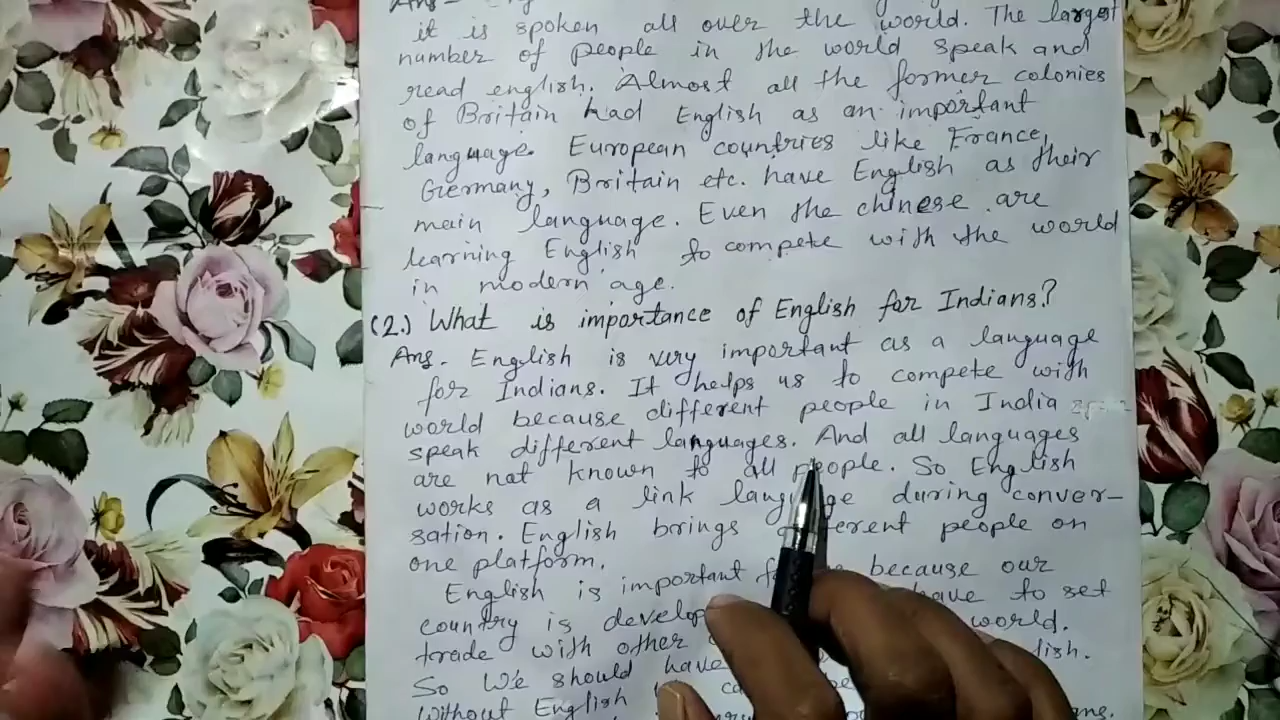 Ans-
it is spoken all over the world. The largest
number of people in the world speak and
read english. Almost all the former colonies
of Britain had English as an important
language. European countries like France,
Germany, Britain etc. have English as their
main language. Even the chinese are
learning English to compete with the world
in modern age.
(2.) What is importance of English for Indians?
Ans. English is very important as a language
for Indians. It helps us to compete with
world because different people in India
speak different languages. And all languages
are not known to all people. So English
works as a link language during conver-
sation. English brings different people on
one platform.
English is important because our
country is have to set
trade with other world.
So We should have
Without English